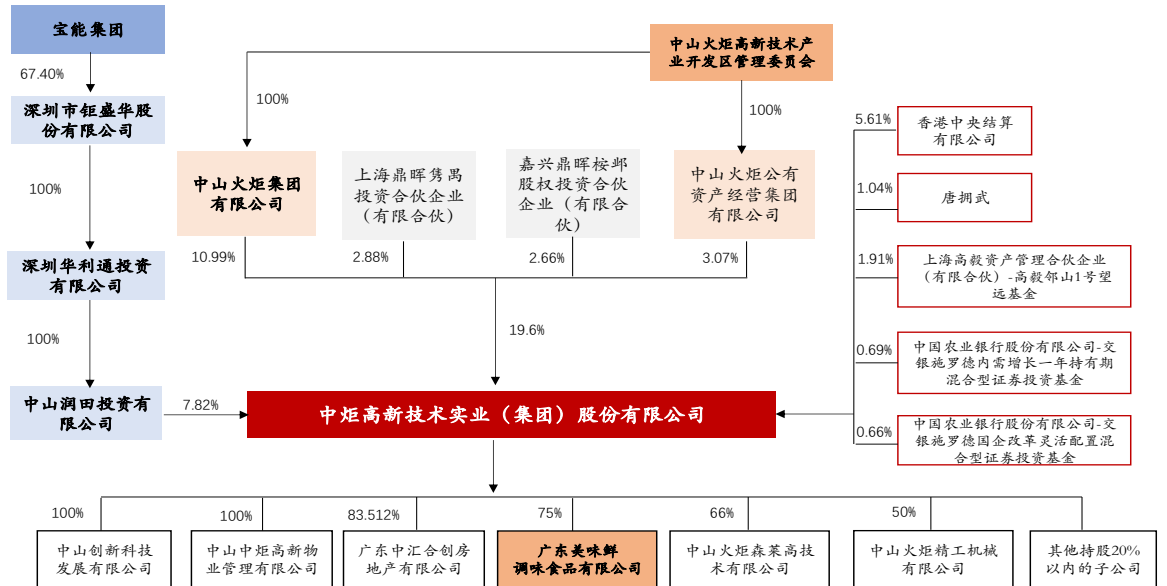 宝能集团
67.40%
深圳市钜盛华股
份有限公司
100%
深圳华利通投资
有限公司
100%
中山润田投资有
限公司
7.82%
中山火炬高新技术产
业开发区管理委员会
100%
100%
中山火炬集团
有限公司
上海鼎晖隽禺
投资合伙企业
（有限合伙）
嘉兴鼎晖桉邺
股权投资合伙
企业（有限合
伙）
中山火炬公有
资产经营集团
有限公司
10.99%
2.88%
2.66%
3.07%
19.6%
中炬高新技术实业（集团）股份有限公司
5.61%
香港中央结算
有限公司
1.04%
唐拥武
1.91%
上海高毅资产管理合伙企业
（有限合伙）-高毅邻山1号望
远基金
0.69%
中国农业银行股份有限公司-交
银施罗德内需增长一年持有期
混合型证券投资基金
0.66%
中国农业银行股份有限公司-交
银施罗德国企改革灵活配置混
合型证券投资基金
100%
100%
83.512%
75%
66%
50%
中山创新科技
发展有限公司
中山中炬高新物
业管理有限公司
广东中汇合创房
地产有限公司
广东美味鲜
调味食品有限公司
中山火炬森莱高技
术有限公司
中山火炬精工机械
有限公司
其他持股20%
以内的子公司